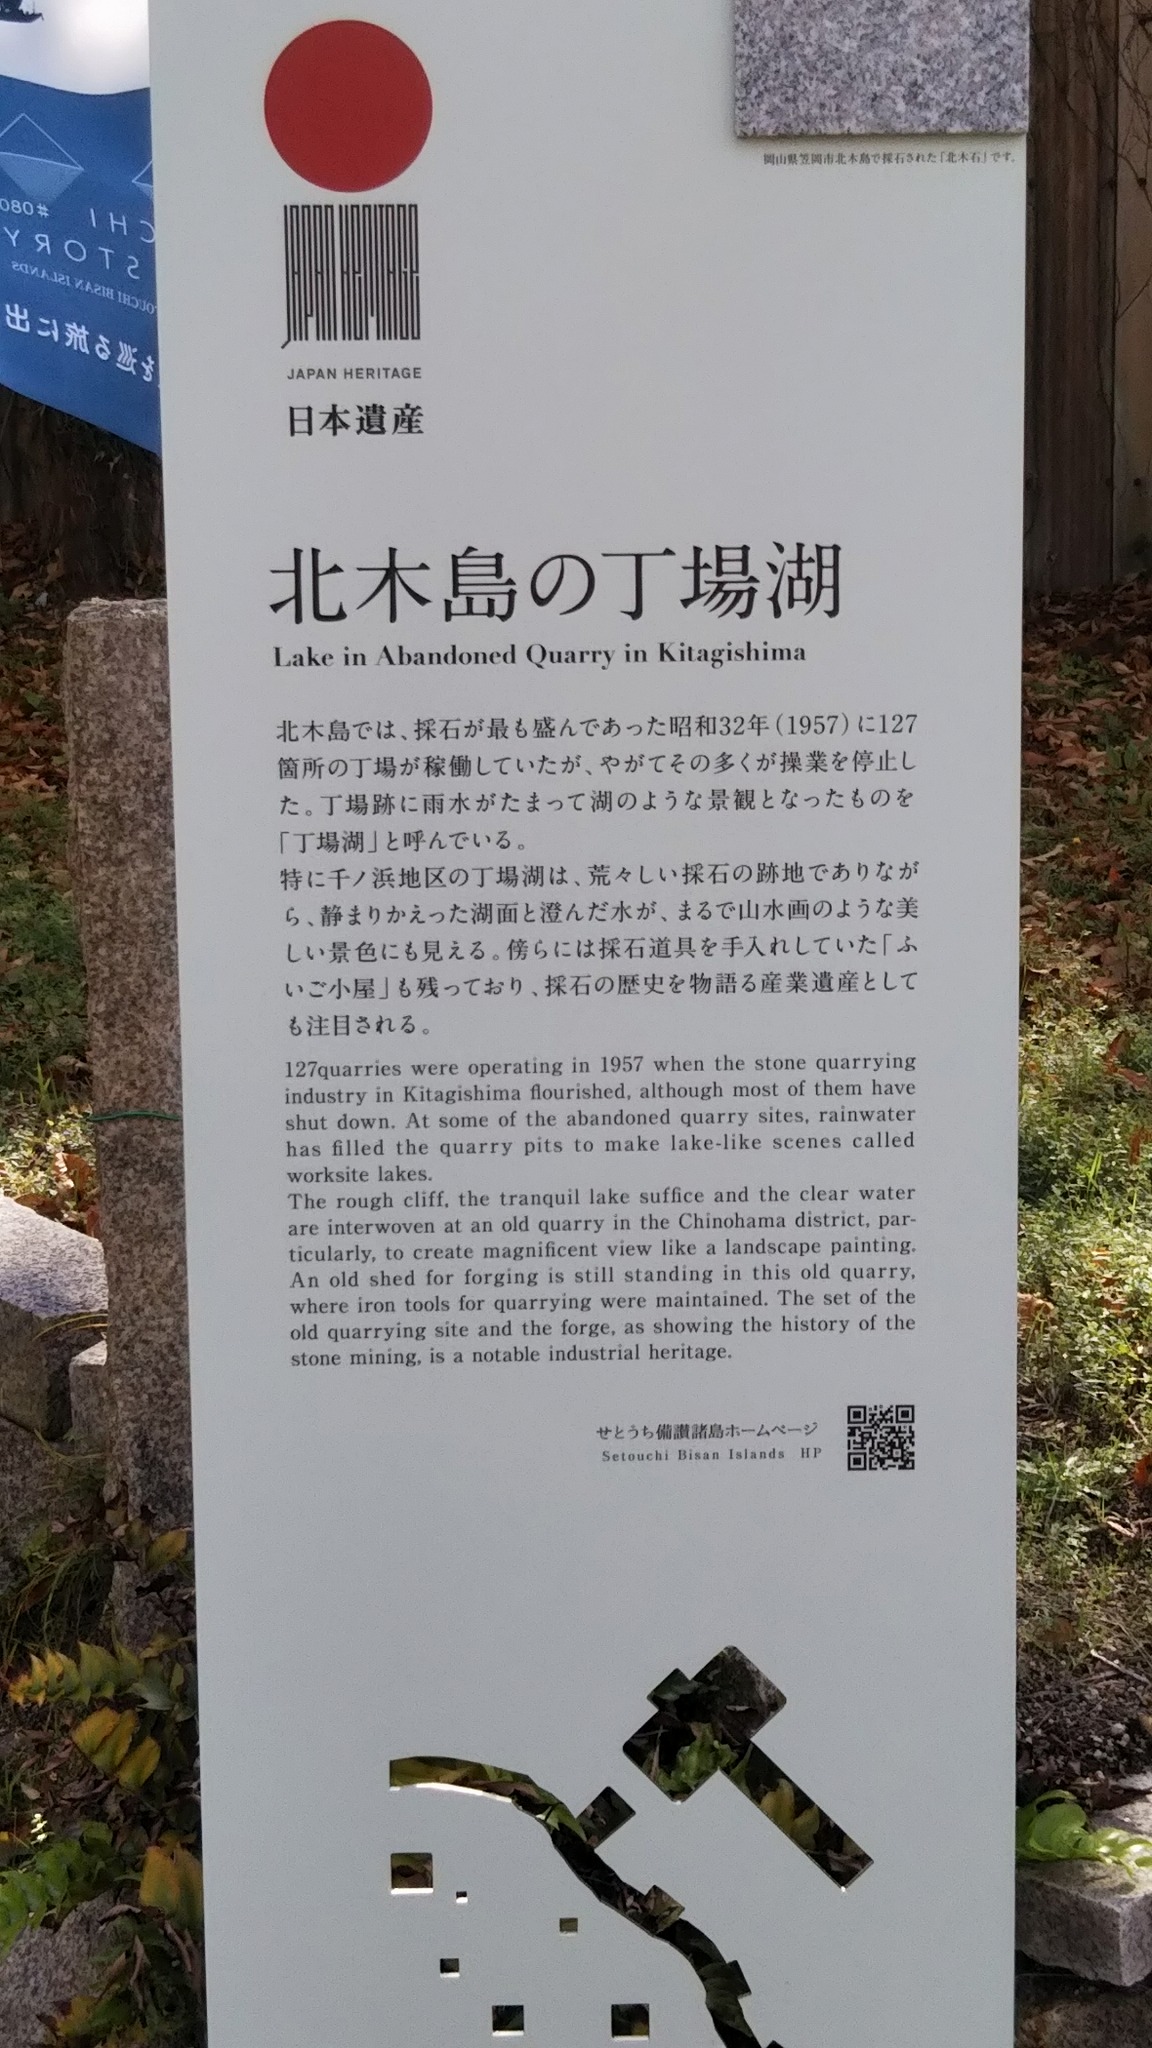 岡山県笠岡市北木島で採石された「北木石」です。
JAPAN HERITAGE
JAPAN HERITAGE
日本遺産
#080
CHI
STORY
OUCHI BISAN ISLANDS
を巡る旅に出
北木島の丁場湖
Lake in Abandoned Quarry in Kitagishima
北木島では、採石が最も盛んであった昭和32年（1957）に127
箇所の丁場が稼働していたが、やがてその多くが操業を停止し
た。丁場跡に雨水がたまって湖のような景観となったものを
「丁場湖」と呼んでいる。
特に千ノ浜地区の丁場湖は、荒々しい採石の跡地でありなが
ら、静まりかえった湖面と澄んだ水が、まるで山水画のような美
しい景色にも見える。傍らには採石道具を手入れしていた「ふ
いご小屋」も残っており、採石の歴史を物語る産業遺産として
も注目される。
127quarries were operating in 1957 when the stone quarrying
industry in Kitagishima flourished, although most of them have
shut down. At some of the abandoned quarry sites, rainwater
has filled the quarry pits to make lake-like scenes called
worksite lakes.
The rough cliff, the tranquil lake suffice and the clear water
are interwoven at an old quarry in the Chinohama district, par-
ticularly, to create magnificent view like a landscape painting.
An old shed for forging is still standing in this old quarry,
where iron tools for quarrying were maintained. The set of the
old quarrying site and the forge, as showing the history of the
stone mining, is a notable industrial heritage.
せとうち備讃諸島ホームページ
Setouchi Bisan Islands HP